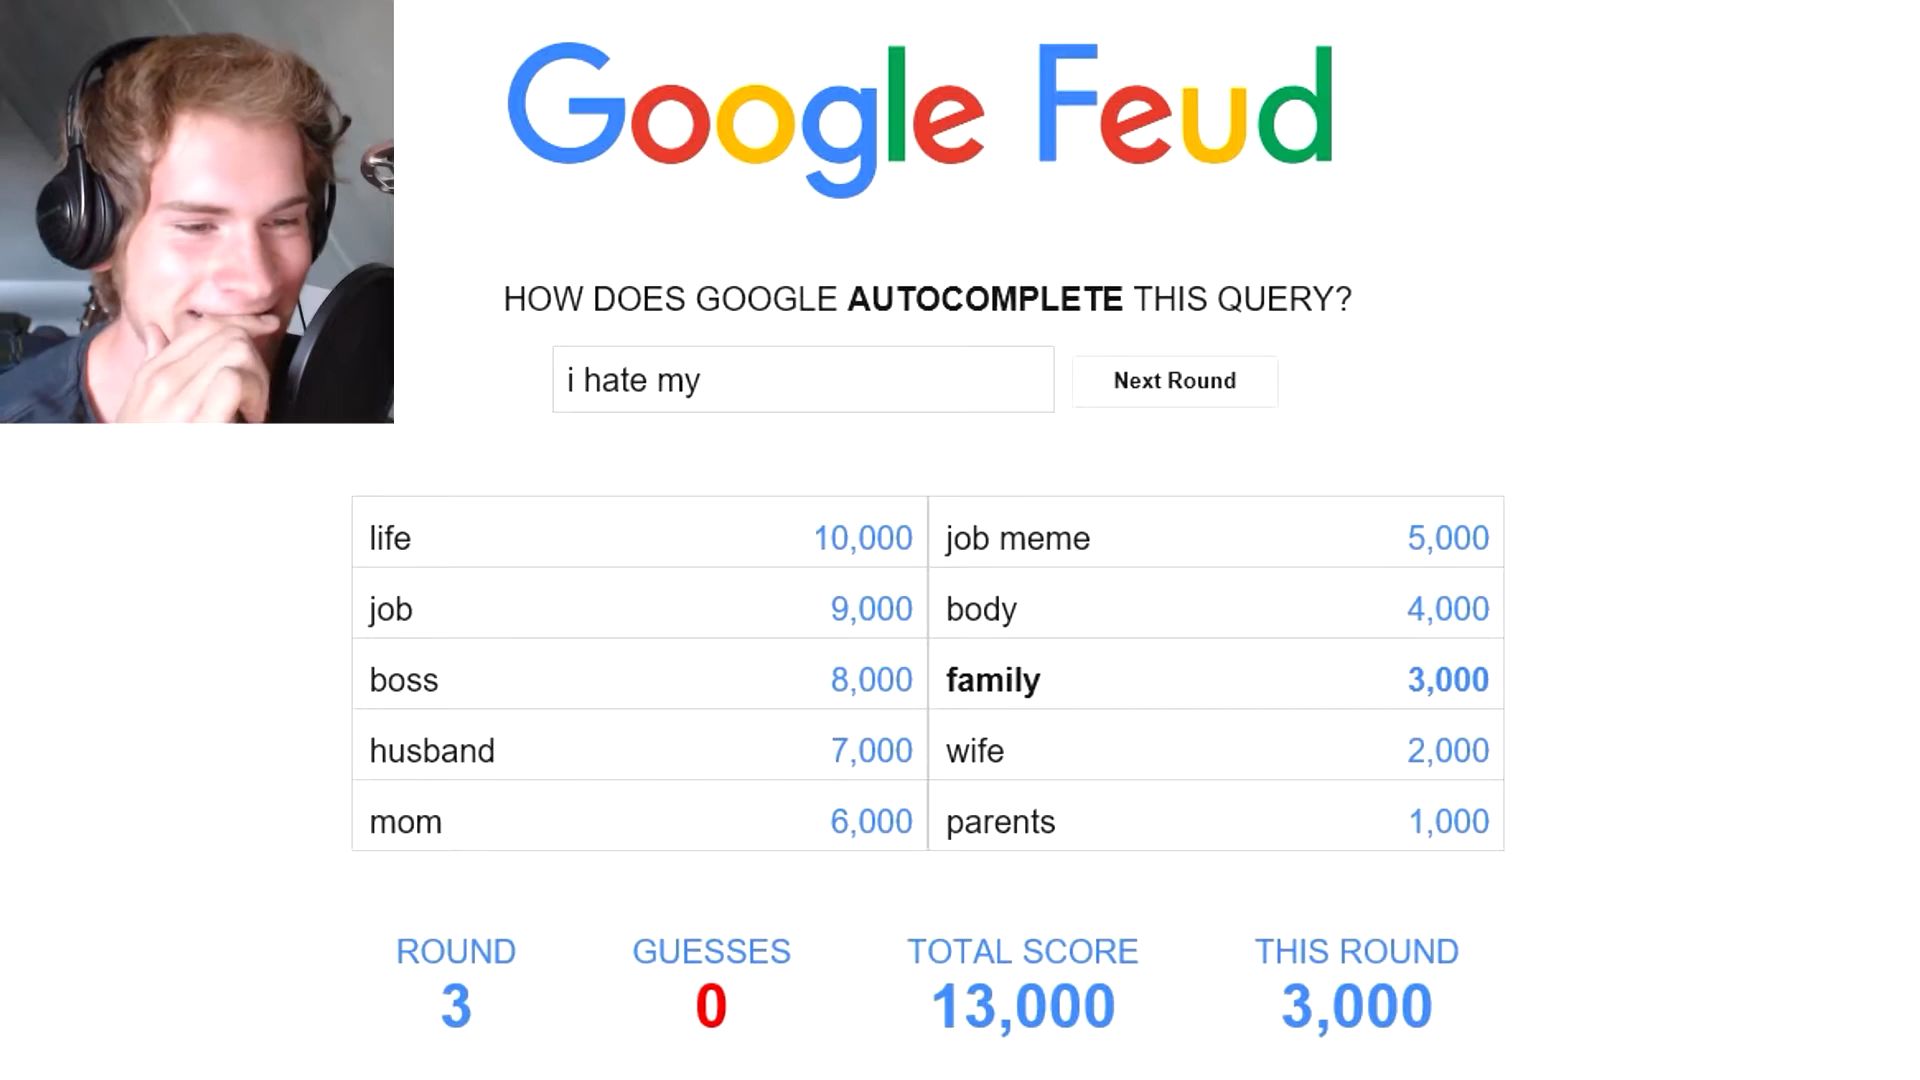 Google Feud
HOW DOES GOOGLE AUTOCOMPLETE THIS QUERY?
i hate my
Next Round
life 10,000
job 9,000
boss 8,000
husband 7,000
mom 6,000
job meme 5,000
body 4,000
family 3,000
wife 2,000
parents 1,000
ROUND
3
GUESSES
0
TOTAL SCORE
13,000
THIS ROUND
3,000